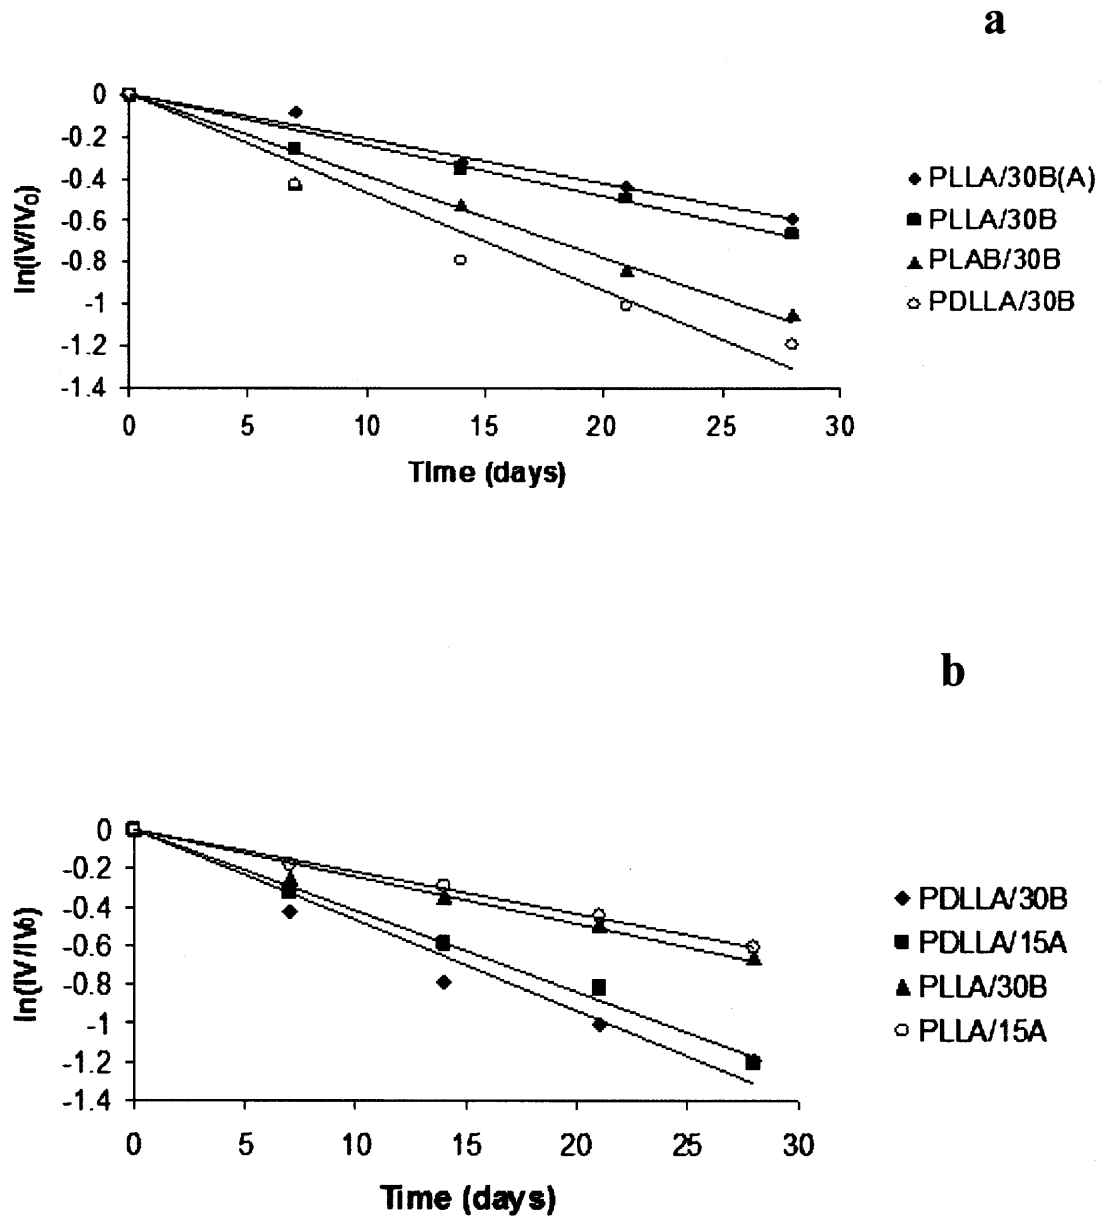 a
0
-0.2
-0.4
-0.6
-0.8
-1
-1.2
-1.4
ln(IV/IV0)
0 5 10 15 20 25 30
Time (days)
PLLA/30B(A)
PLLA/30B
PLAB/30B
PDLLA/30B
b
0
-0.2
-0.4
-0.6
-0.8
-1
-1.2
-1.4
ln(IV/IV0)
0 5 10 15 20 25 30
Time (days)
PDLLA/30B
PDLLA/15A
PLLA/30B
PLLA/15A